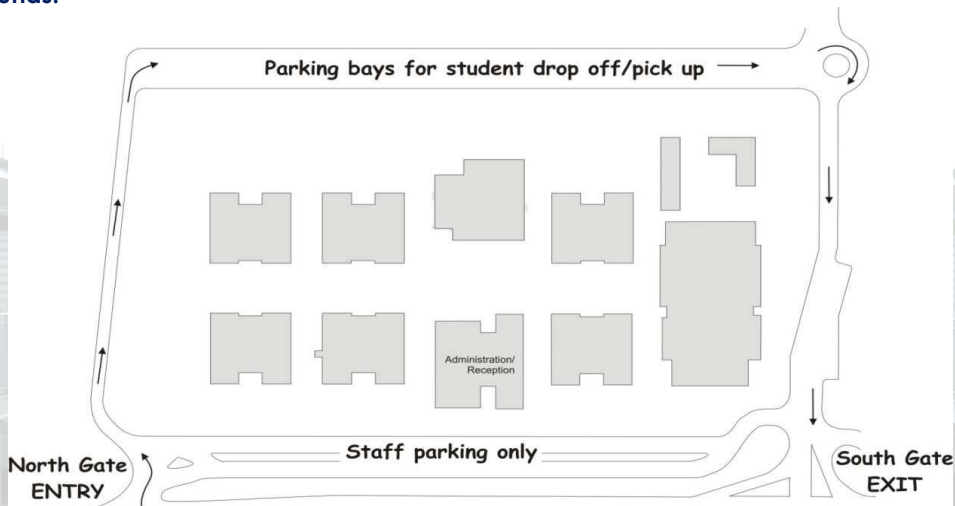 Parking bays for student drop off/pick up
Administration/
Reception
Staff parking only
North Gate
ENTRY
South Gate
EXIT